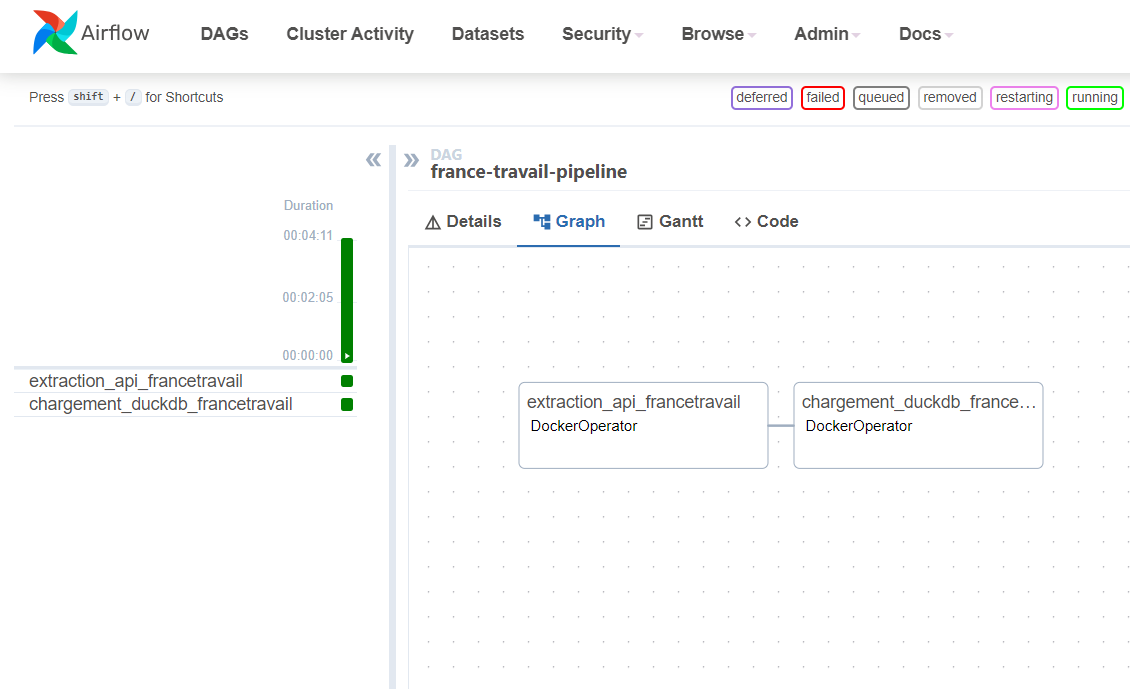 Airflow DAGs Cluster Activity Datasets Security Browse Admin Docs
Press shift + / for Shortcuts deferred failed queued removed restarting running
DAG
france-travail-pipeline
Details Graph Gantt Code
Duration
00:04:11
00:02:05
00:00:00
extraction_api_francetravail
chargement_duckdb_francetravail
extraction_api_francetravail
DockerOperator
chargement_duckdb_france…
DockerOperator